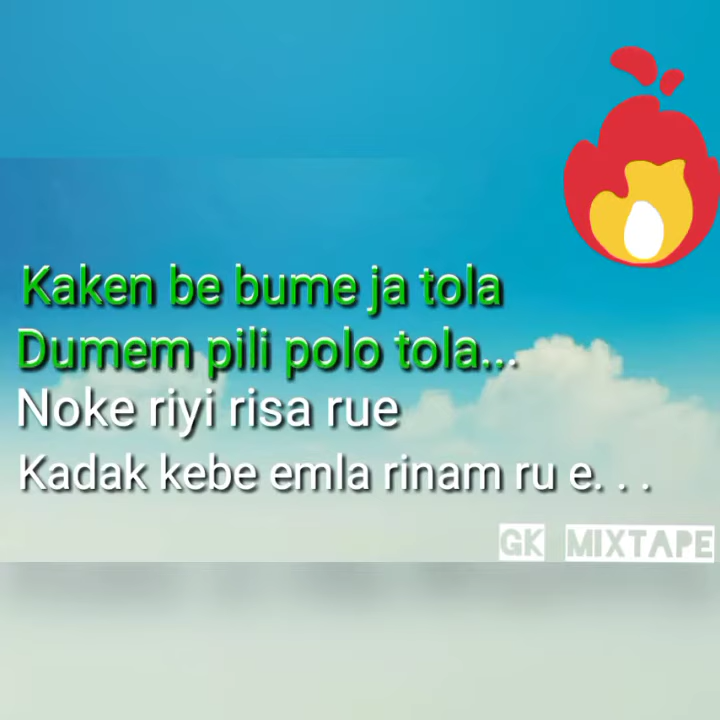 Kaken be bume ja tola
Dumem pili polo tola...
Noke riyi risa rue
Kadak kebe emla rinam ru e. . .
GK MIXTAPE